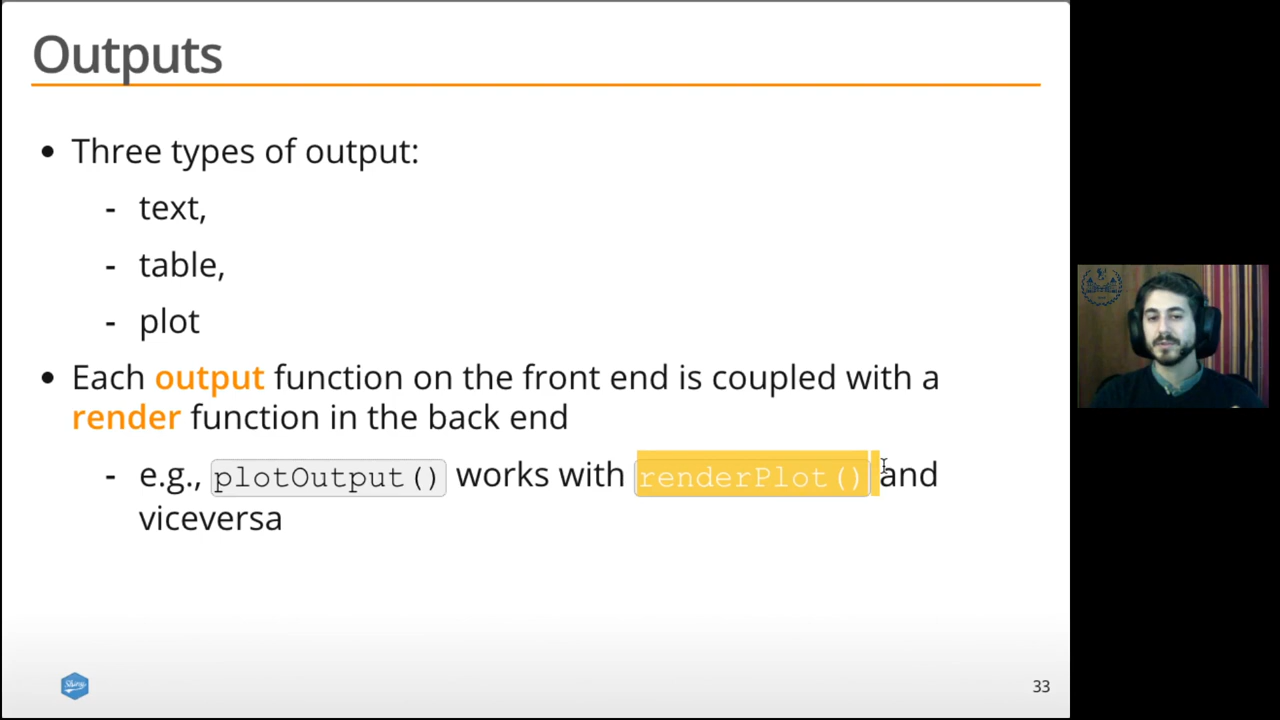 Outputs
• Three types of output:
- text,
- table,
- plot
• Each output function on the front end is coupled with a
render function in the back end
- e.g., plotOutput() works with renderPlot() and
viceversa
Shiny
33